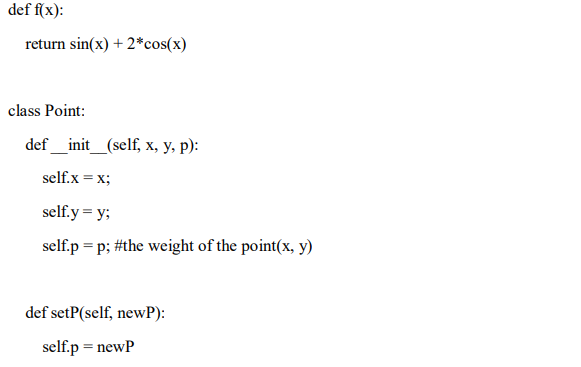 def f(x):
return sin(x) + 2*cos(x)
class Point:
def __init__(self, x, y, p):
self.x = x;
self.y = y;
self.p = p; #the weight of the point(x, y)
def setP(self, newP):
self.p = newP